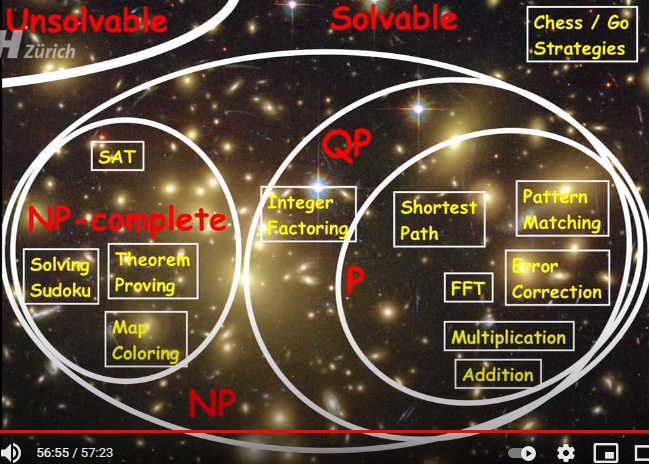 Unsolvable
Solvable
Chess / Go
Strategies
H Zürich
QP
SAT
NP-complete
Integer
Factoring
Shortest
Path
Pattern
Matching
Solving
Sudoku
Theorem
Proving
P
FFT
Error
Correction
Map
Coloring
Multiplication
Addition
NP
56:55 / 57:23